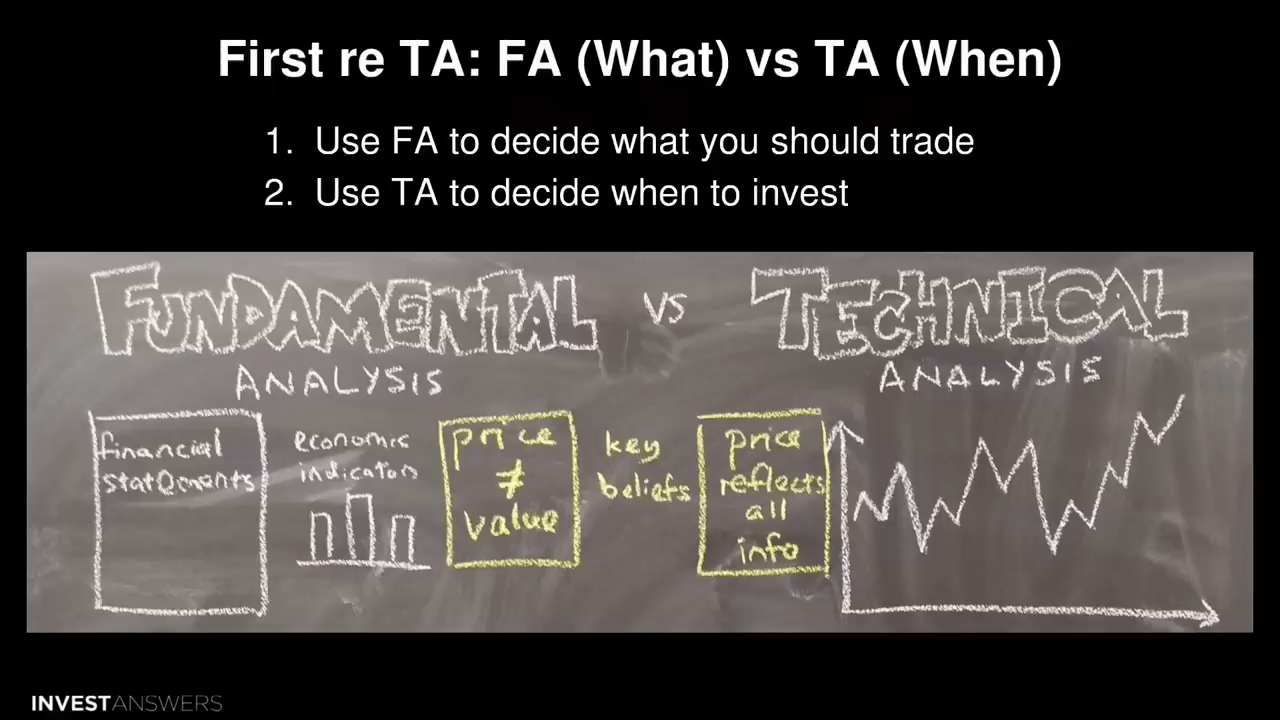 First re TA: FA (What) vs TA (When)
1. Use FA to decide what you should trade
2. Use TA to decide when to invest
FUNDAMENTAL
ANALYSIS
vs
TECHNICAL
ANALYSIS
financial
statements
economic
indicators
price
≠
value
key
beliefs
price
reflects
all
info
INVESTANSWERS